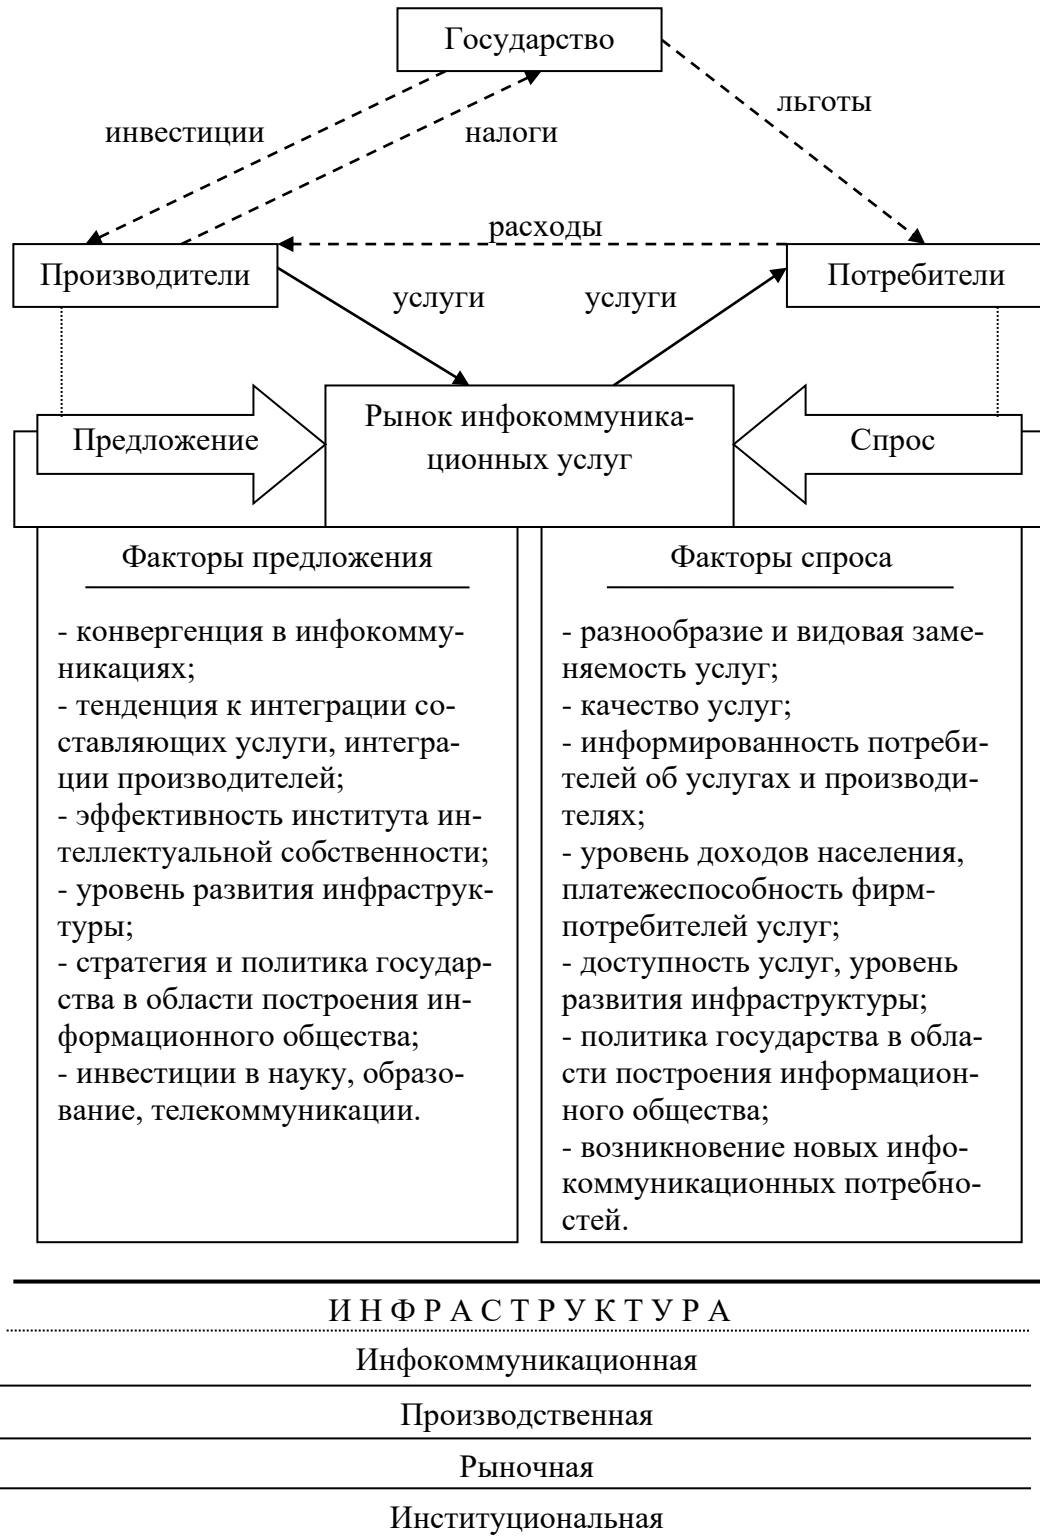 Государство
льготы
инвестиции
налоги
расходы
Производители
Потребители
услуги
услуги
Рынок инфокоммуника-
ционных услуг
Предложение
Спрос
Факторы предложения
- конвергенция в инфокомму-
никациях;
- тенденция к интеграции со-
ставляющих услуги, интегра-
ции производителей;
- эффективность института ин-
теллектуальной собственности;
- уровень развития инфраструк-
туры;
- стратегия и политика государ-
ства в области построения ин-
формационного общества;
- инвестиции в науку, образо-
вание, телекоммуникации.
Факторы спроса
- разнообразие и видовая заме-
няемость услуг;
- качество услуг;
- информированность потреби-
телей об услугах и производи-
телях;
- уровень доходов населения,
платежеспособность фирм-
потребителей услуг;
- доступность услуг, уровень
развития инфраструктуры;
- политика государства в обла-
сти построения информацион-
ного общества;
- возникновение новых инфо-
коммуникационных потребно-
стей.
И Н Ф Р А С Т Р У К Т У Р А
Инфокоммуникационная
Производственная
Рыночная
Институциональная